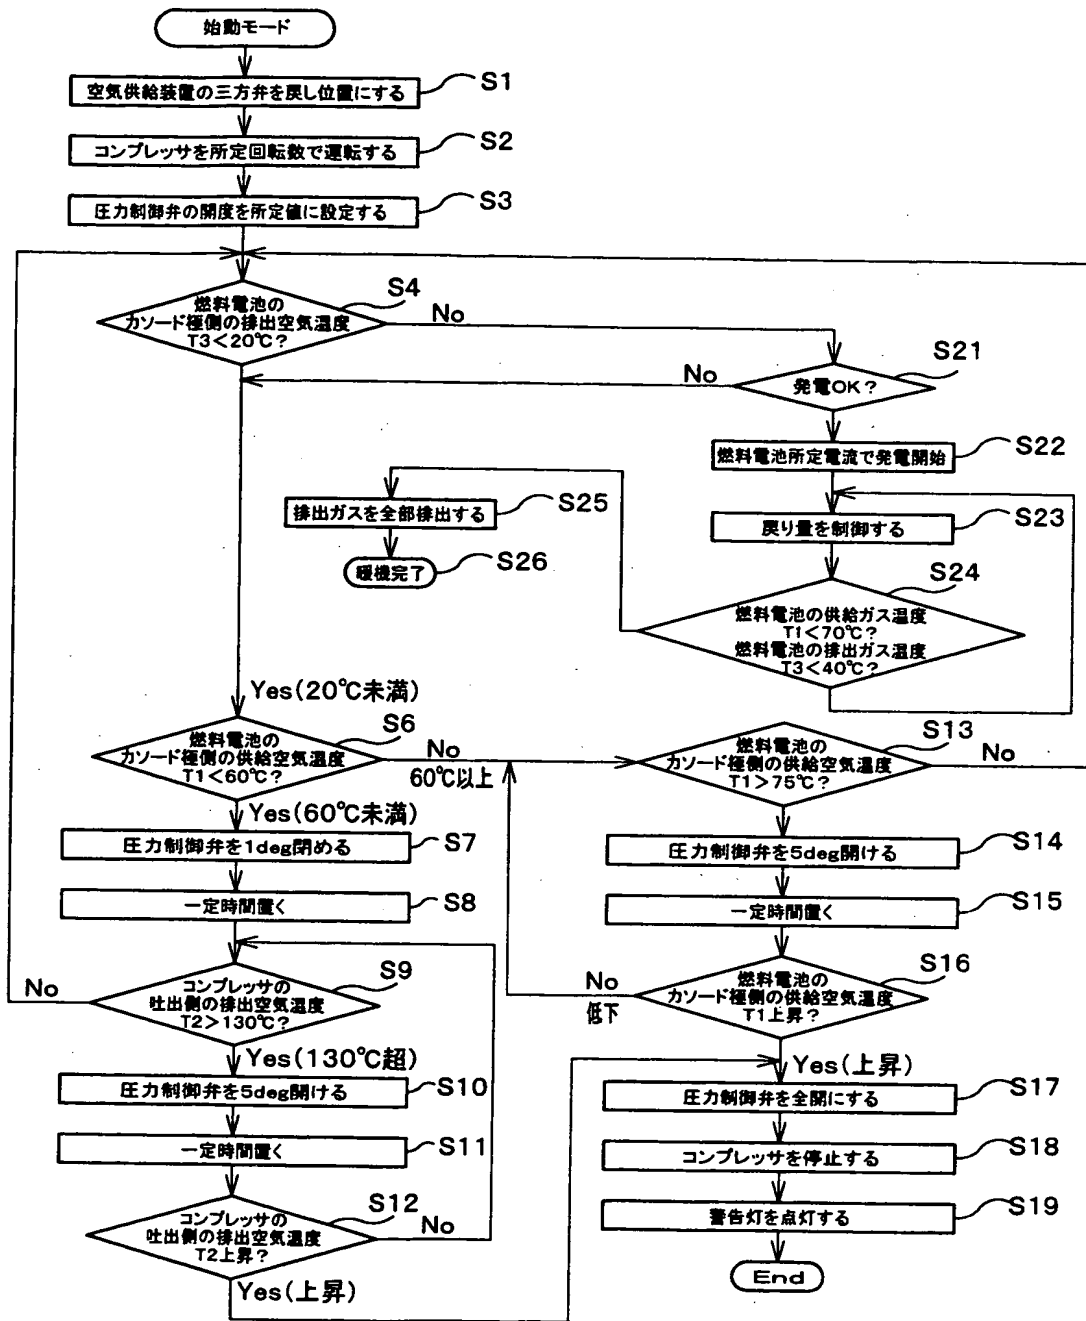 始動モード
空気供給装置の三方弁を戻し位置にする
S1
コンプレッサを所定回転数で運転する
S2
圧力制御弁の開度を所定値に設定する
S3
燃料電池の
カソード極側の排出空気温度
T3<20℃?
S4
No
発電OK?
S21
No
燃料電池所定電流で発電開始
S22
排出ガスを全部排出する
S25
戻り量を制御する
S23
暖機完了
S26
燃料電池の供給ガス温度
T1<70℃?
燃料電池の排出ガス温度
T3<40℃?
S24
Yes(20℃未満)
燃料電池の
カソード極側の供給空気温度
T1<60℃?
S6
No
60℃以上
燃料電池の
カソード極側の供給空気温度
T1>75℃?
S13
No
Yes(60℃未満)
圧力制御弁を1deg閉める
S7
圧力制御弁を5deg開ける
S14
一定時間置く
S8
一定時間置く
S15
コンプレッサの
吐出側の排出空気温度
T2>130℃?
S9
No
燃料電池の
カソード極側の供給空気温度
T1上昇?
S16
No
低下
Yes(130℃超)
Yes(上昇)
圧力制御弁を5deg開ける
S10
圧力制御弁を全開にする
S17
一定時間置く
S11
コンプレッサを停止する
S18
コンプレッサの
吐出側の排出空気温度
T2上昇?
S12
No
警告灯を点灯する
S19
Yes(上昇)
End